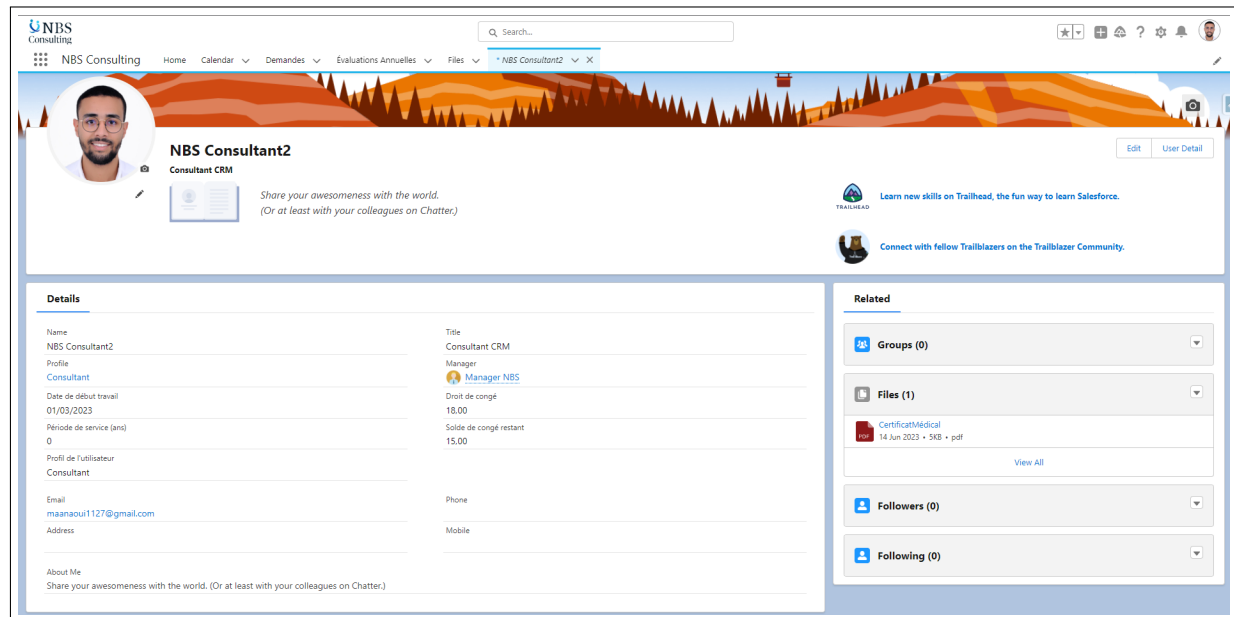 NBS
Consulting
Search...
NBS Consulting Home Calendar Demandes Évaluations Annuelles Files * NBS Consultant2
NBS Consultant2
Consultant CRM
Edit User Detail
Share your awesomeness with the world.
(Or at least with your colleagues on Chatter.)
TRAILHEAD
Learn new skills on Trailhead, the fun way to learn Salesforce.
Connect with fellow Trailblazers on the Trailblazer Community.
Details
Name
NBS Consultant2
Title
Consultant CRM
Profile
Consultant
Manager
Manager NBS
Date de début travail
01/03/2023
Droit de congé
18.00
Période de service (ans)
0
Solde de congé restant
15.00
Profil de l'utilisateur
Consultant
Email
maanaoui1127@gmail.com
Phone
Address
Mobile
About Me
Share your awesomeness with the world. (Or at least with your colleagues on Chatter.)
Related
Groups (0)
Files (1)
PDF
CertificatMédical
14 Jun 2023 • 5KB • pdf
View All
Followers (0)
Following (0)